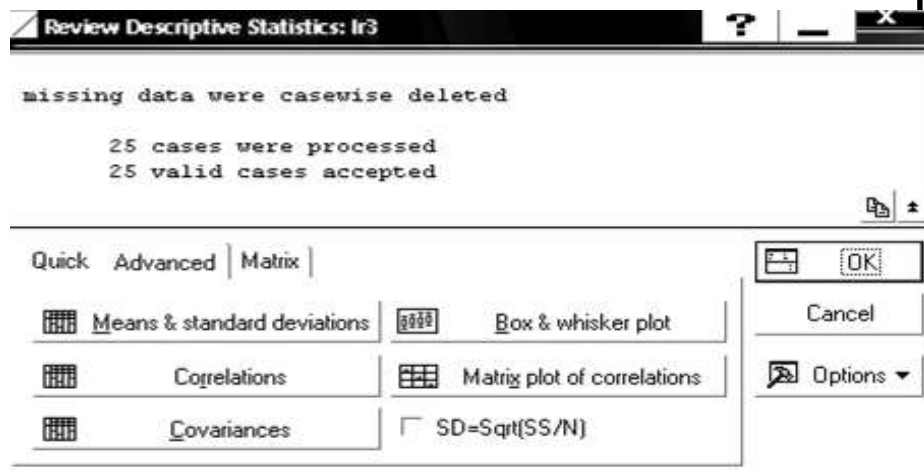 Review Descriptive Statistics: lr3
? _ X
missing data were casewise deleted
25 cases were processed
25 valid cases accepted
Quick Advanced Matrix
OK
Means & standard deviations Box & whisker plot
Cancel
Correlations Matrix plot of correlations
Options
Covariances SD=Sqrt(SS/N)